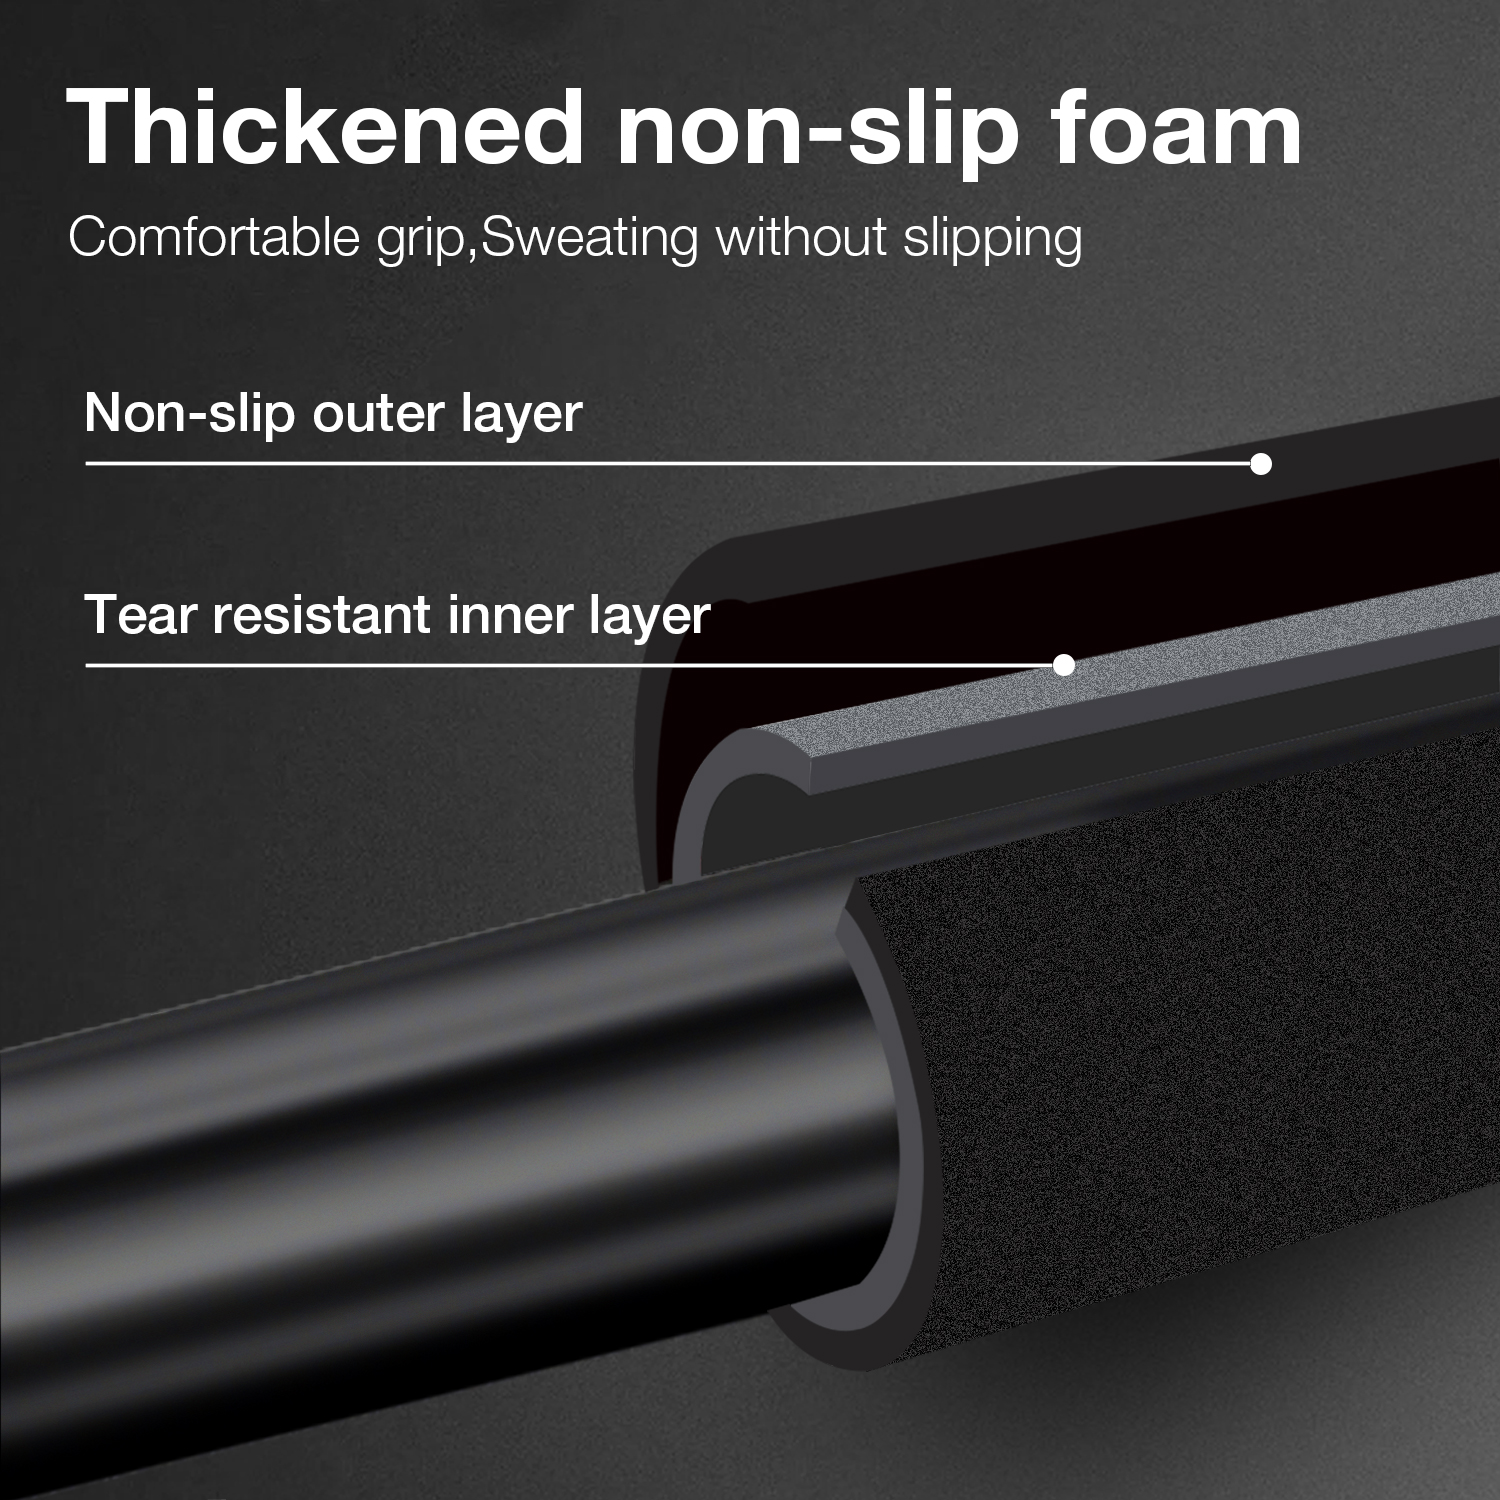 Thickened non-slip foam
Comfortable grip,Sweating without slipping
Non-slip outer layer
Tear resistant inner layer